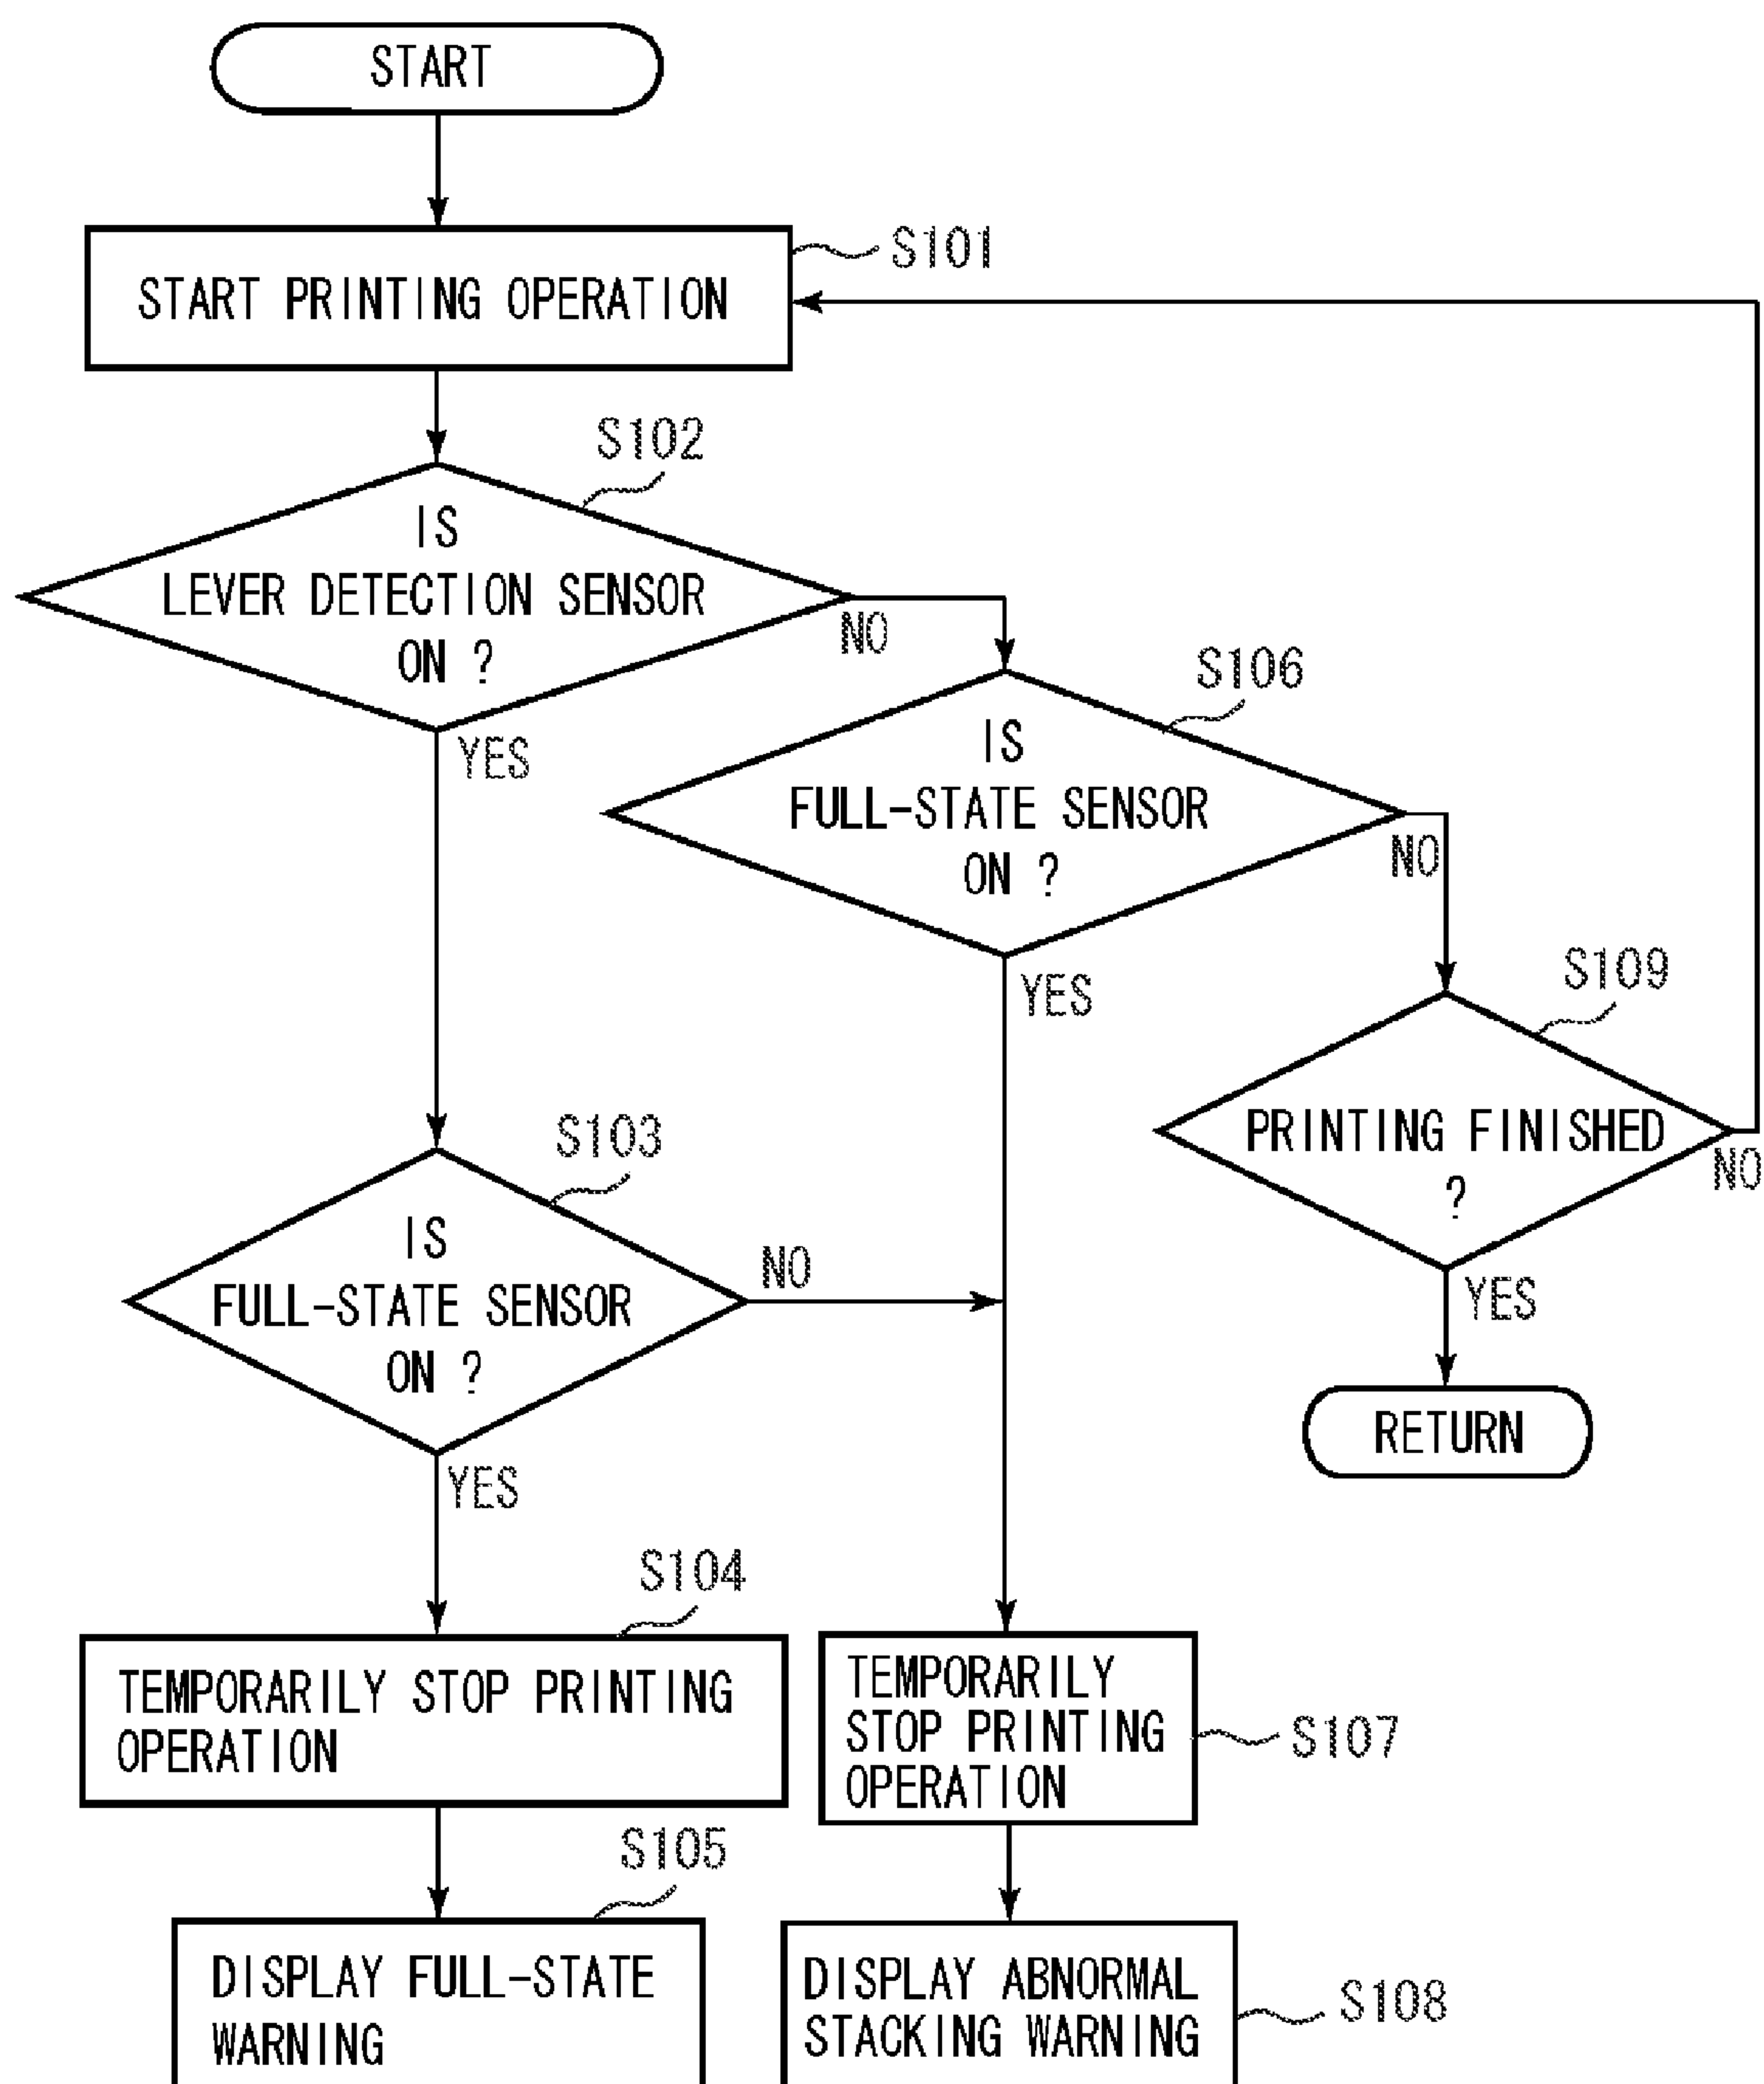 START
START PRINTING OPERATION
S101
S102
IS
LEVER DETECTION SENSOR
ON ?
NO
YES
S106
IS
FULL-STATE SENSOR
ON ?
NO
YES
S109
PRINTING FINISHED
?
NO
YES
RETURN
S103
IS
FULL-STATE SENSOR
ON ?
NO
YES
S104
TEMPORARILY STOP PRINTING
OPERATION
TEMPORARILY
STOP PRINTING
OPERATION
S107
S105
DISPLAY FULL-STATE
WARNING
DISPLAY ABNORMAL
STACKING WARNING
S108